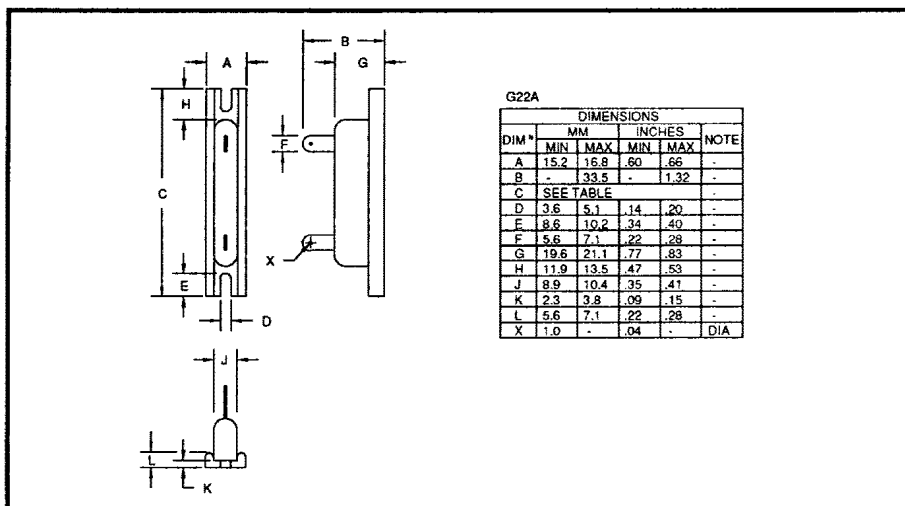 B
A
G
H
F
C
X
E
D
J
L
K
G22A
DIMENSIONS
DIM* MM INCHES NOTE
MIN MAX MIN MAX
A 15.2 16.8 .60 .66 -
B - 33.5 - 1.32 -
C SEE TABLE -
D 3.6 5.1 .14 .20 -
E 8.6 10.2 .34 .40 -
F 5.6 7.1 .22 .28 -
G 19.6 21.1 .77 .83 -
H 11.9 13.5 .47 .53 -
J 8.9 10.4 .35 .41 -
K 2.3 3.8 .09 .15 -
L 5.6 7.1 .22 .28 -
X 1.0 - .04 - DIA